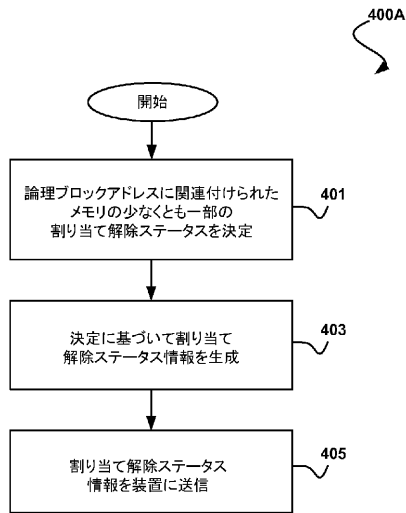 400A
開始
論理ブロックアドレスに関連付けられた
メモリの少なくとも一部の
割り当て解除ステータスを決定
401
決定に基づいて割り当て
解除ステータス情報を生成
403
割り当て解除ステータス
情報を装置に送信
405